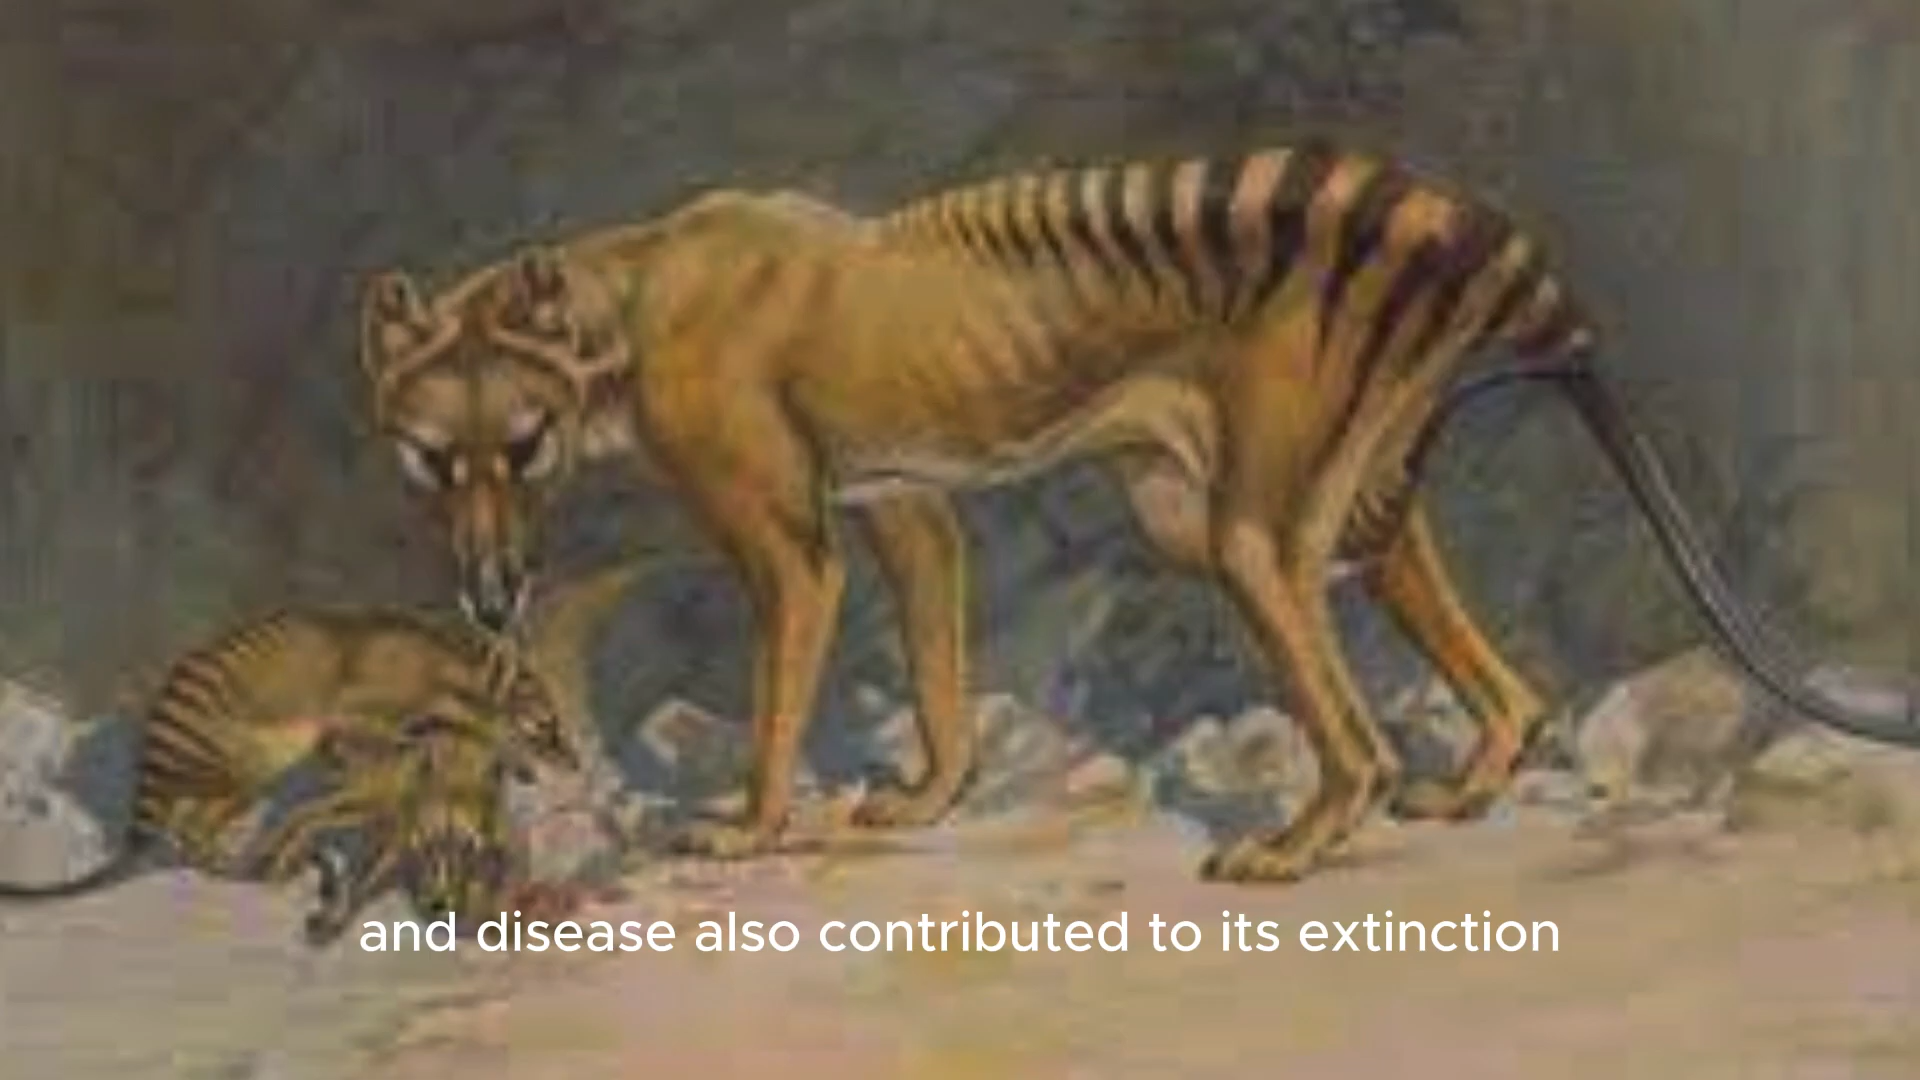 and disease also contributed to its extinction